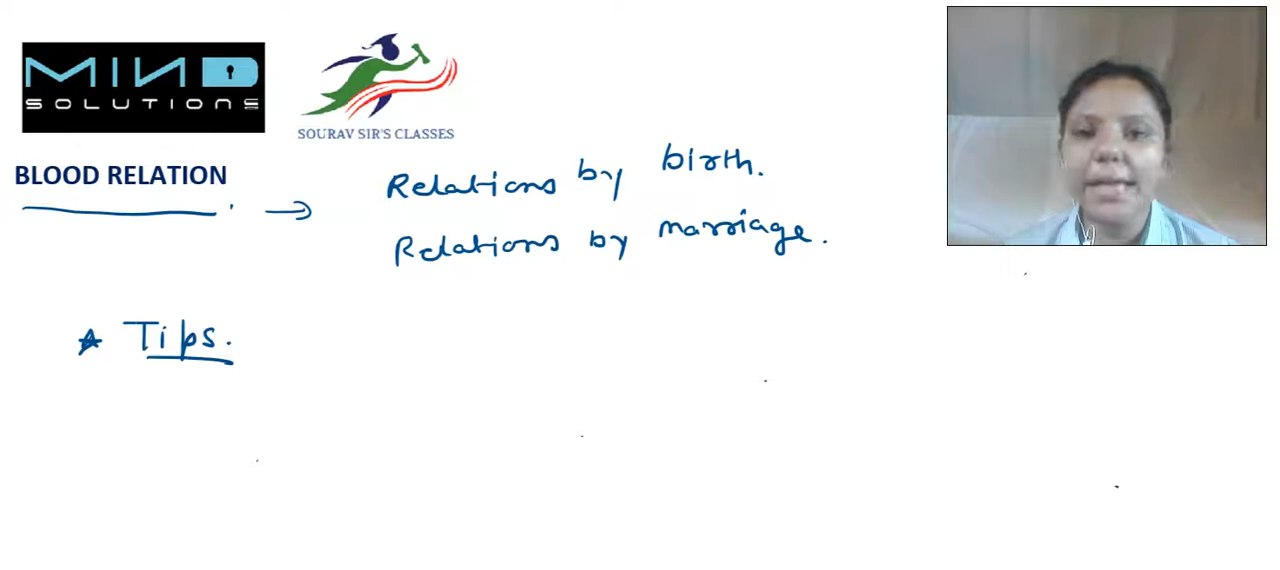 MIND
SOLUTIONS
SOURAV SIR'S CLASSES
BLOOD RELATION
→ Relations by birth.
Relations by marriage.
★ Tips.